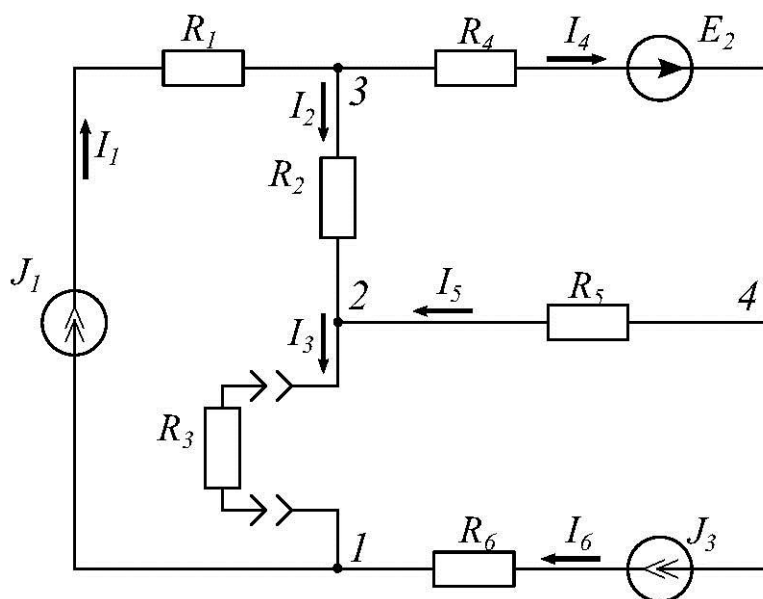 R₁ R₄ I₄ E₂
3
I₂
I₁ R₂
J₁ 2 I₅ R₅ 4
I₃
R₃
1 R₆ I₆ J₃